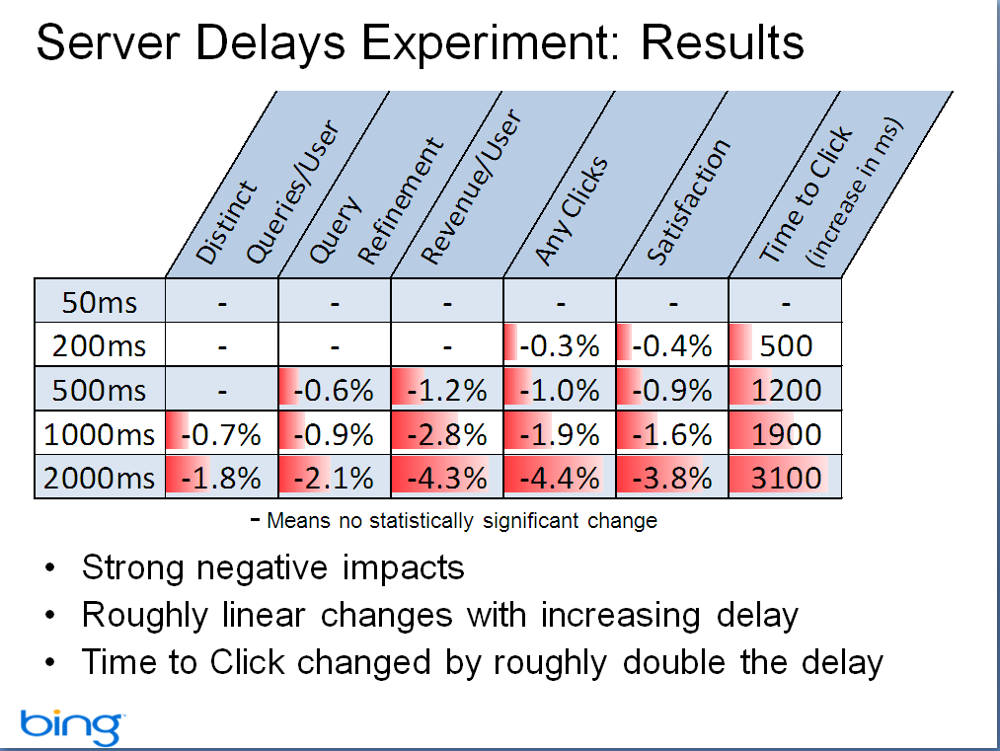 Server Delays Experiment: Results
Distinct
Queries/User
Query
Refinement
Revenue/User
Any Clicks
Satisfaction
Time to Click
(increase in ms)
50ms - - - - - -
200ms - - - -0.3% -0.4% 500
500ms - -0.6% -1.2% -1.0% -0.9% 1200
1000ms -0.7% -0.9% -2.8% -1.9% -1.6% 1900
2000ms -1.8% -2.1% -4.3% -4.4% -3.8% 3100
- Means no statistically significant change
• Strong negative impacts
• Roughly linear changes with increasing delay
• Time to Click changed by roughly double the delay
bing